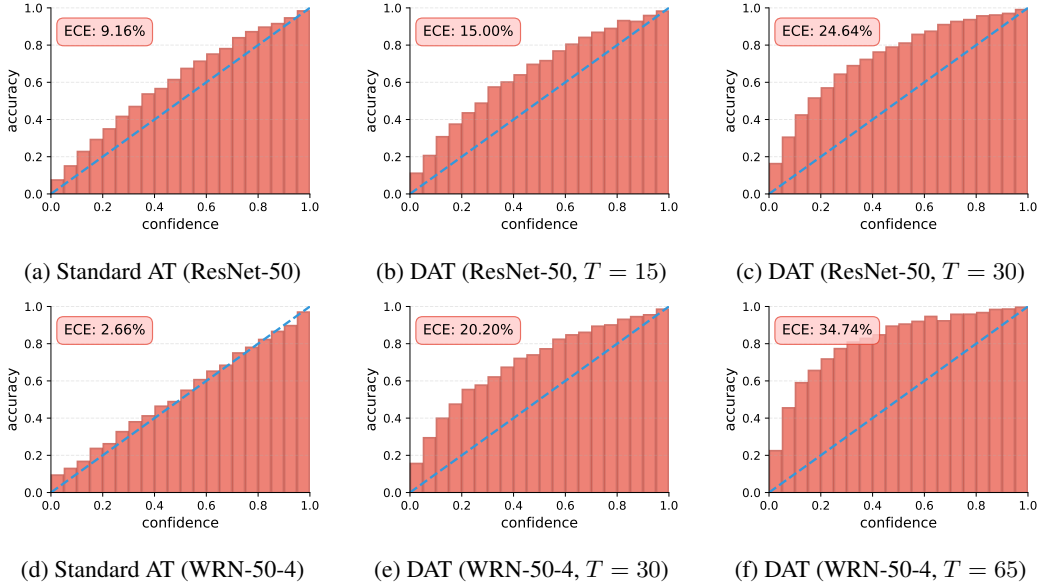 ECE: 9.16%
accuracy
1.0
0.8
0.6
0.4
0.2
0.0
0.0 0.2 0.4 0.6 0.8 1.0
confidence
(a) Standard AT (ResNet-50)
ECE: 15.00%
accuracy
1.0
0.8
0.6
0.4
0.2
0.0
0.0 0.2 0.4 0.6 0.8 1.0
confidence
(b) DAT (ResNet-50, T = 15)
ECE: 24.64%
accuracy
1.0
0.8
0.6
0.4
0.2
0.0
0.0 0.2 0.4 0.6 0.8 1.0
confidence
(c) DAT (ResNet-50, T = 30)
ECE: 2.66%
accuracy
1.0
0.8
0.6
0.4
0.2
0.0
0.0 0.2 0.4 0.6 0.8 1.0
confidence
(d) Standard AT (WRN-50-4)
ECE: 20.20%
accuracy
1.0
0.8
0.6
0.4
0.2
0.0
0.0 0.2 0.4 0.6 0.8 1.0
confidence
(e) DAT (WRN-50-4, T = 30)
ECE: 34.74%
accuracy
1.0
0.8
0.6
0.4
0.2
0.0
0.0 0.2 0.4 0.6 0.8 1.0
confidence
(f) DAT (WRN-50-4, T = 65)